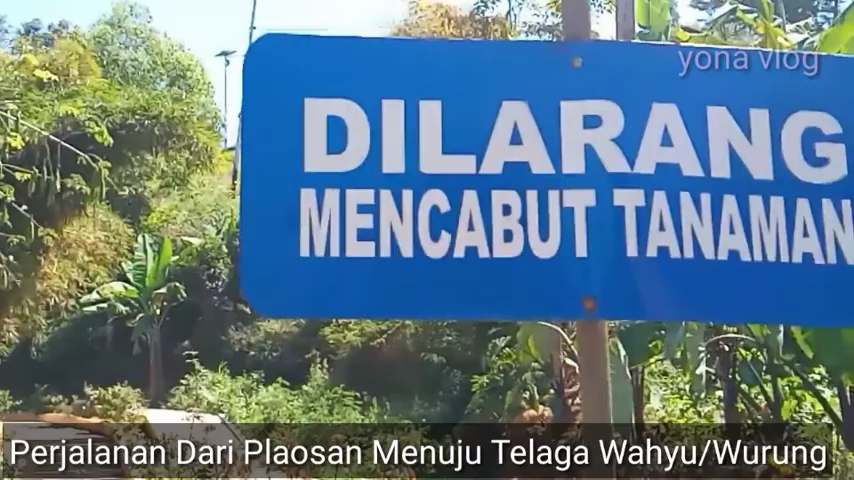 yona vlog
DILARANG
MENCABUT TANAMAN
Perjalanan Dari Plaosan Menuju Telaga Wahyu/Wurung